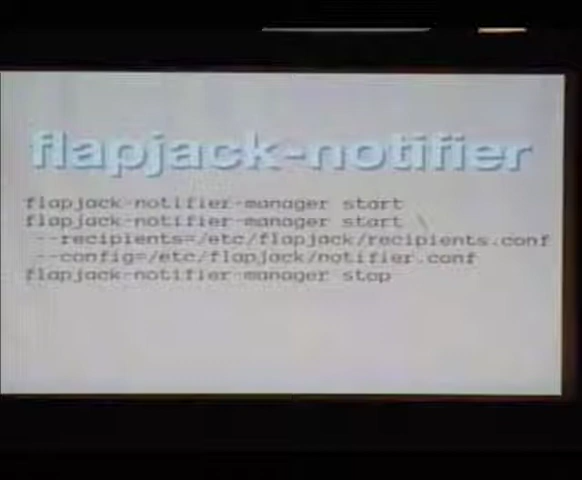 flapjack-notifier
flapjack-notifier-manager start
flapjack-notifier-manager start \
--recipients=/etc/flapjack/recipients.conf
--config=/etc/flapjack/notifier.conf
flapjack-notifier-manager stop